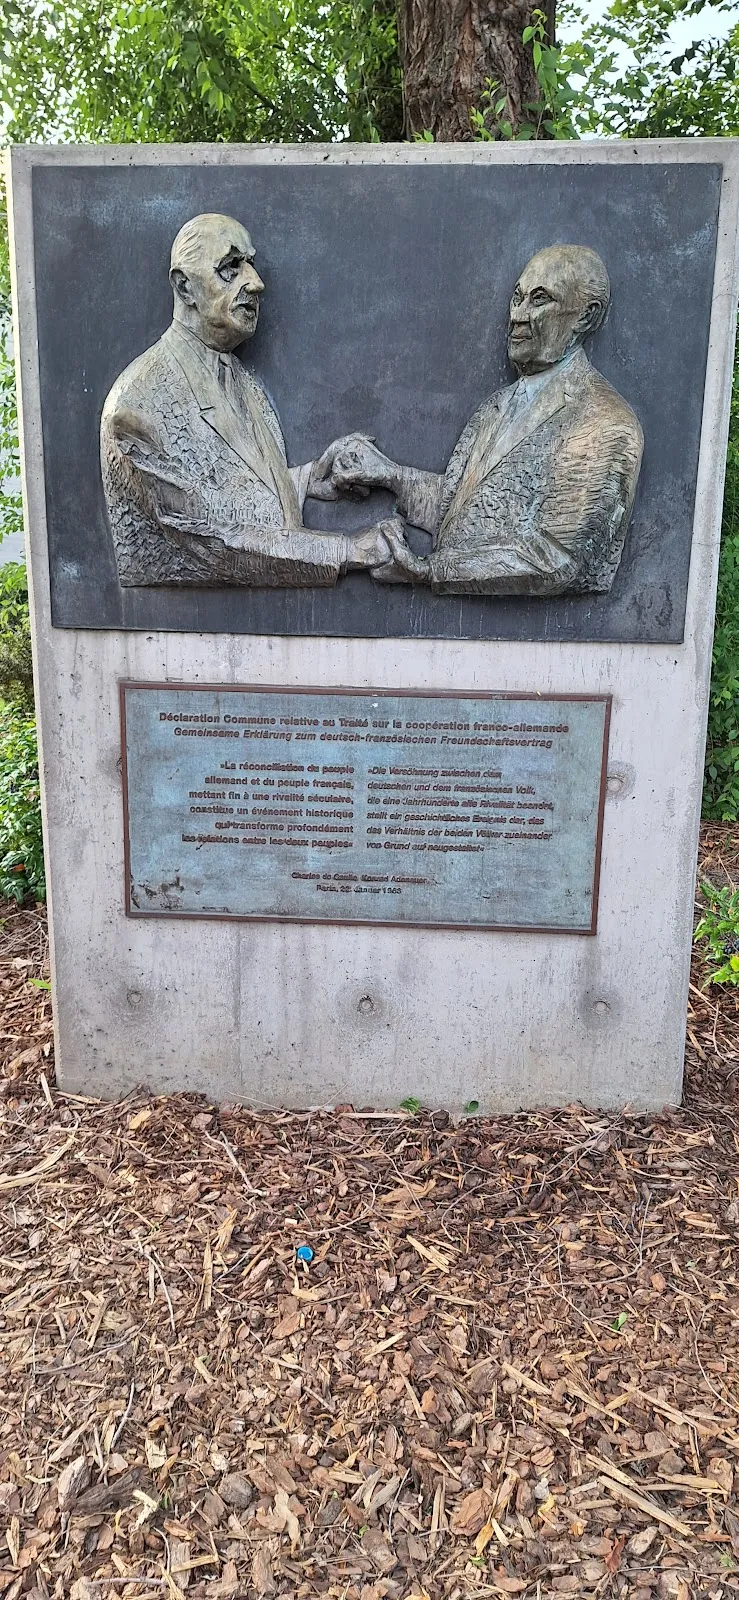 Déclaration Commune relative au Traité sur la coopération franco-allemande
Gemeinsame Erklärung zum deutsch-französischen Freundschaftsvertrag
»La réconciliation du peuple
allemand et du peuple français,
mettant fin à une rivalité séculaire,
constitue un événement historique
qui transforme profondément
les relations entre les deux peuples«
»Die Versöhnung zwischen dem
deutschen und dem französischen Volk,
die eine Jahrhunderte alte Rivalität beendet,
stellt ein geschichtliches Ereignis dar, das
das Verhältnis der beiden Völker zueinander
von Grund auf neugestaltet«
Charles de Gaulle, Konrad Adenauer,
Paris, 22. Januar 1963